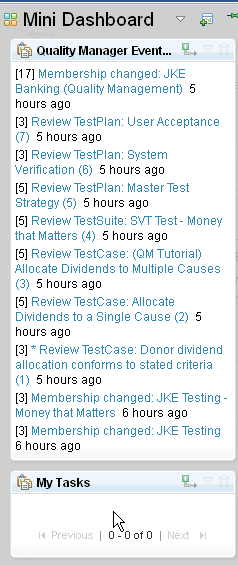 Mini Dashboard
Quality Manager Event...
[17] Membership changed: JKE
Banking (Quality Management)  5
hours ago
[3] Review TestPlan: User Acceptance
(7)  5 hours ago
[3] Review TestPlan: System
Verification (6)  5 hours ago
[5] Review TestPlan: Master Test
Strategy (5)  5 hours ago
[5] Review TestSuite: SVT Test - Money
that Matters (4)  5 hours ago
[5] Review TestCase: (QM Tutorial)
Allocate Dividends to Multiple Causes
(3)  5 hours ago
[5] Review TestCase: Allocate
Dividends to a Single Cause (2)  5
hours ago
[3] * Review TestCase: Donor dividend
allocation conforms to stated criteria
(1)  5 hours ago
[3] Membership changed: JKE Testing -
Money that Matters  6 hours ago
[3] Membership changed: JKE Testing
6 hours ago
My Tasks
Previous | 0 - 0 of 0 | Next